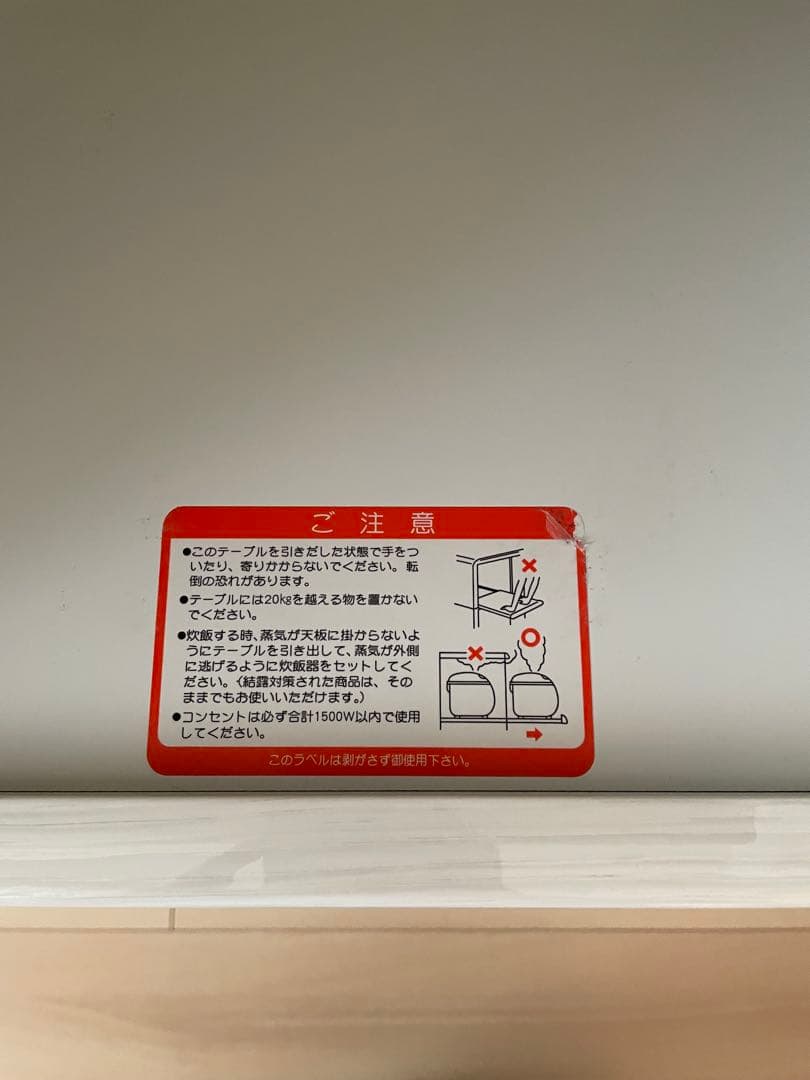 ご注意
●このテーブルを引きだした状態で手をつ
いたり、寄りかからないでください。転
倒の恐れがあります。
●テーブルには20kgを越える物を置かない
でください。
●炊飯する時、蒸気が天板に掛からないよ
うにテーブルを引き出して、蒸気が外側
に逃げるように炊飯器をセットしてく
ださい。〈結露対策された商品は、その
ままでもお使いいただけます。）
●コンセントは必ず合計1500W以内で使用
してください。
このラベルは剥がさず御使用下さい。